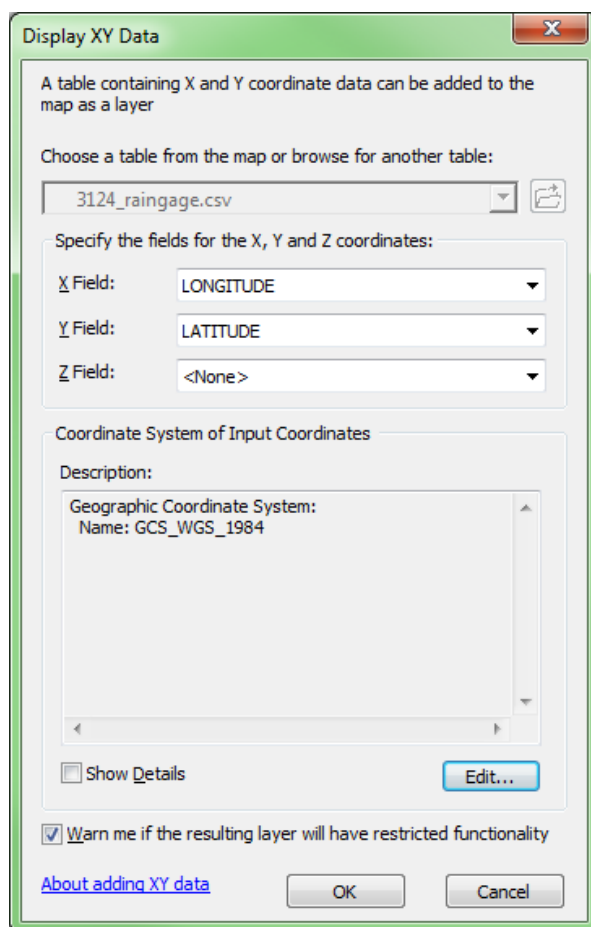 Display XY Data
A table containing X and Y coordinate data can be added to the
map as a layer
Choose a table from the map or browse for another table:
3124_raingage.csv
Specify the fields for the X, Y and Z coordinates:
X Field: LONGITUDE
Y Field: LATITUDE
Z Field: <None>
Coordinate System of Input Coordinates
Description:
Geographic Coordinate System:
Name: GCS_WGS_1984
Show Details Edit...
Warn me if the resulting layer will have restricted functionality
About adding XY data OK Cancel